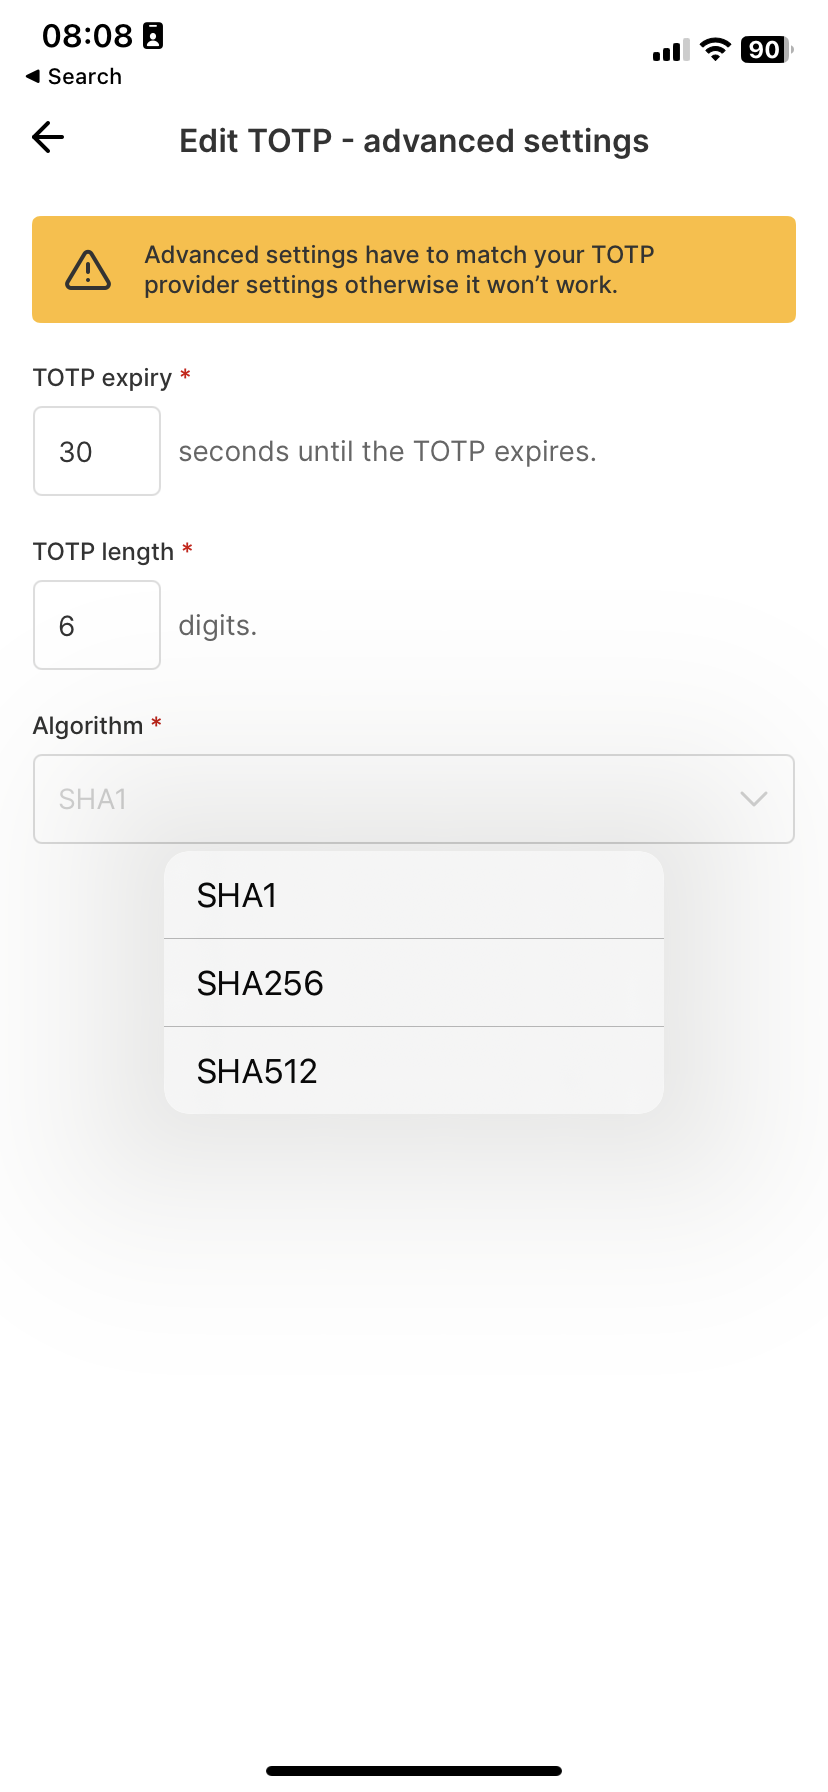 08:08
90
Search
Edit TOTP - advanced settings
Advanced settings have to match your TOTP
provider settings otherwise it won’t work.
TOTP expiry *
30 seconds until the TOTP expires.
TOTP length *
6 digits.
Algorithm *
SHA1
SHA1
SHA256
SHA512